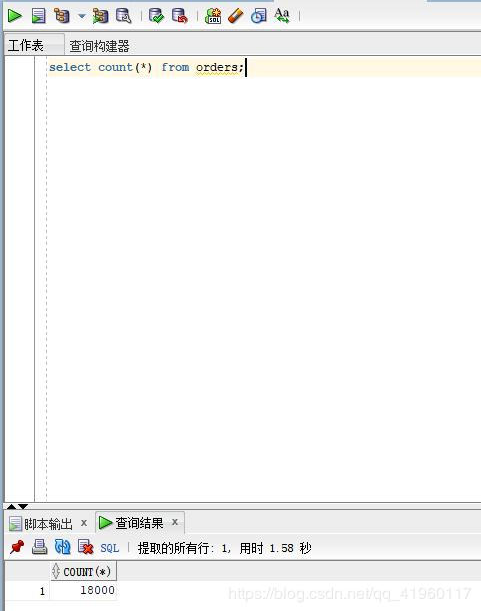 SQL
Aa
工作表 查询构建器
select count(*) from orders;
脚本输出 x 查询结果 x
SQL 提取的所有行: 1, 用时 1.58 秒
COUNT(*)
1 18000
https://blog.csdn.net/qq_41960117